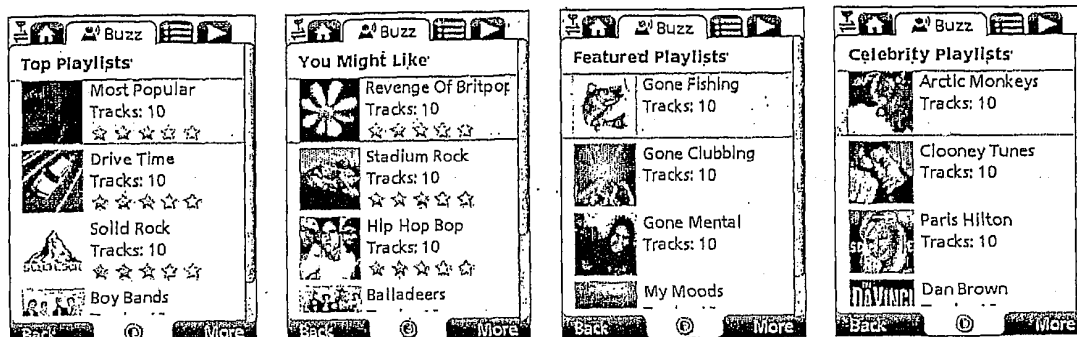 Buzz
Top Playlists
Most Popular
Tracks: 10
Drive Time
Tracks: 10
Solid Rock
Tracks: 10
Boy Bands
Back
More
Buzz
You Might Like
Revenge Of Britpop
Tracks: 10
Stadium Rock
Tracks: 10
Hip Hop Bop
Tracks: 10
Balladeers
Back
More
Buzz
Featured Playlists
Gone Fishing
Tracks: 10
Gone Clubbing
Tracks: 10
Gone Mental
Tracks: 10
My Moods
Back
More
Buzz
Celebrity Playlists
Arctic Monkeys
Tracks: 10
Clooney Tunes
Tracks: 10
Paris Hilton
Tracks: 10
DAVINCI
Dan Brown
Back
More